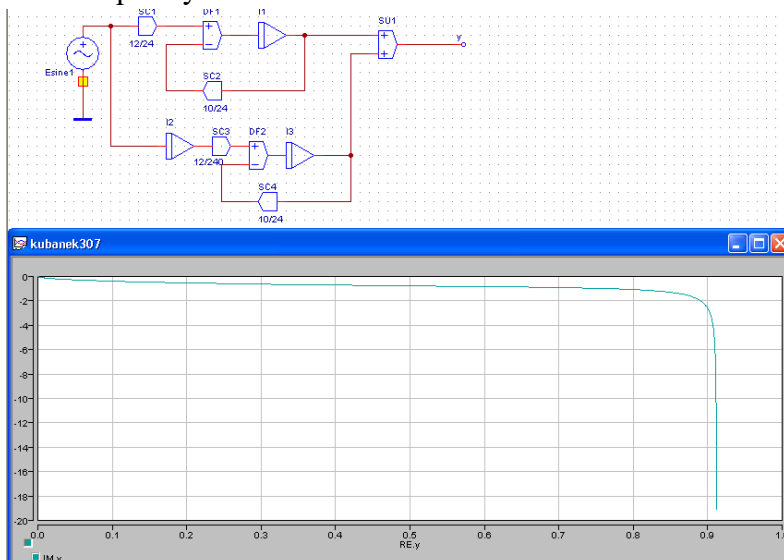 SC1 DF1 I1
SU1
y
12/24
Esine1
SC2
10/24
I2 SC3 DF2 I3
12/240
SC4
10/24
kubanek307
0
-2
-4
-6
-8
-10
-12
-14
-16
-18
-20
0.0 0.1 0.2 0.3 0.4 0.5 0.6 0.7 0.8 0.9
RE.y